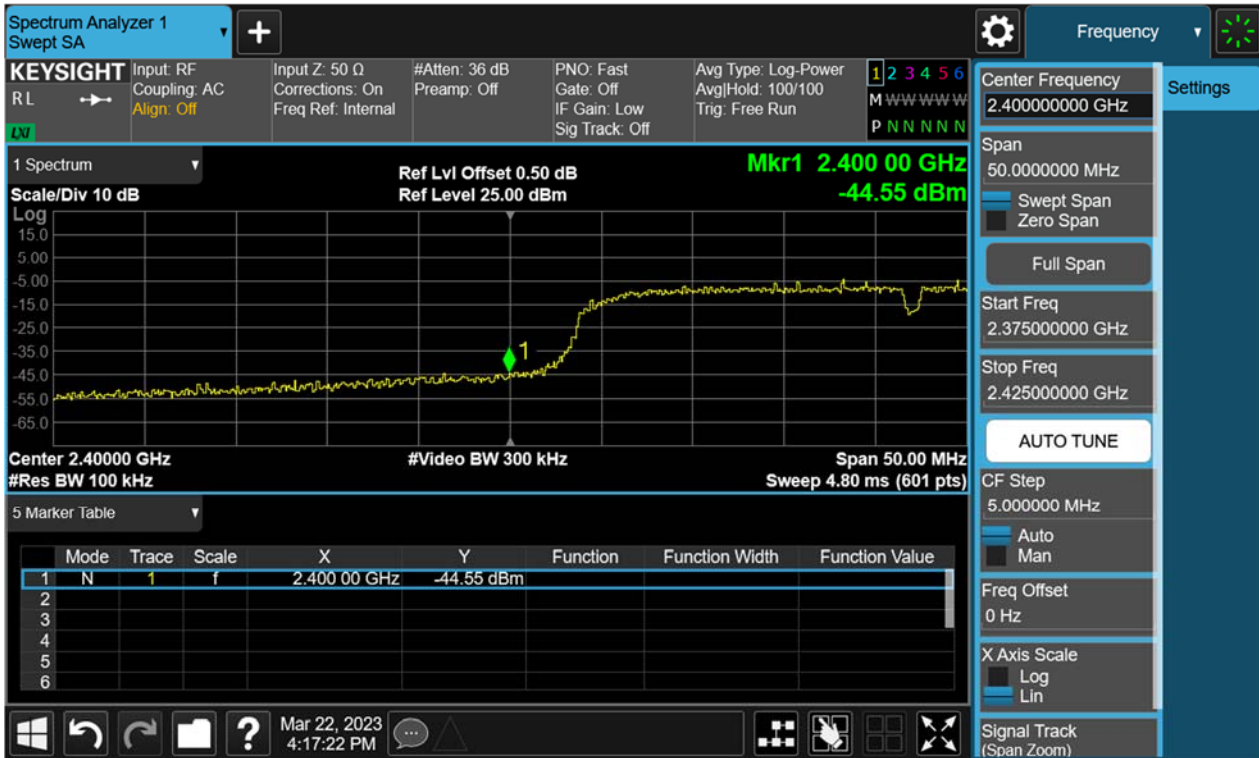 Spectrum Analyzer 1
Swept SA
+
Frequency
KEYSIGHT
RL
LXI
Input: RF
Coupling: AC
Align: Off
Input Z: 50 Ω
Corrections: On
Freq Ref: Internal
#Atten: 36 dB
Preamp: Off
PNO: Fast
Gate: Off
IF Gain: Low
Sig Track: Off
Avg Type: Log-Power
Avg|Hold: 100/100
Trig: Free Run
1 2 3 4 5 6
M W W W W W W
P N N N N N N
Center Frequency
2.400000000 GHz
Settings
Span
50.0000000 MHz
Swept Span
Zero Span
Full Span
Start Freq
2.375000000 GHz
Stop Freq
2.425000000 GHz
AUTO TUNE
CF Step
5.000000 MHz
Auto
Man
Freq Offset
0 Hz
X Axis Scale
Log
Lin
Signal Track
(Span Zoom)
1 Spectrum
Scale/Div 10 dB
Ref Lvl Offset 0.50 dB
Ref Level 25.00 dBm
Mkr1 2.400 00 GHz
-44.55 dBm
Log
15.0
5.00
-5.00
-15.0
-25.0
-35.0
-45.0
-55.0
-65.0
1
Center 2.40000 GHz
#Video BW 300 kHz
Span 50.00 MHz
#Res BW 100 kHz
Sweep 4.80 ms (601 pts)
5 Marker Table
Mode Trace Scale X Y Function Function Width Function Value
1 N 1 f 2.400 00 GHz -44.55 dBm
2
3
4
5
6
?
Mar 22, 2023
4:17:22 PM